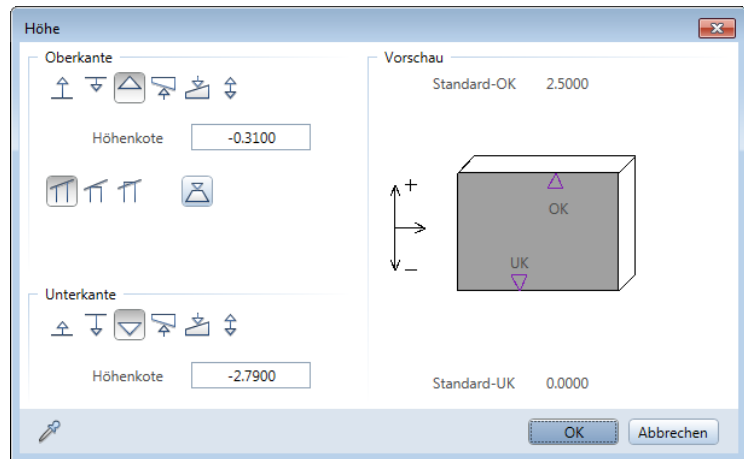 Höhe
Oberkante
Höhenkote -0.3100
Unterkante
Höhenkote -2.7900
Vorschau
Standard-OK 2.5000
+
OK
UK
–
Standard-UK 0.0000
OK Abbrechen